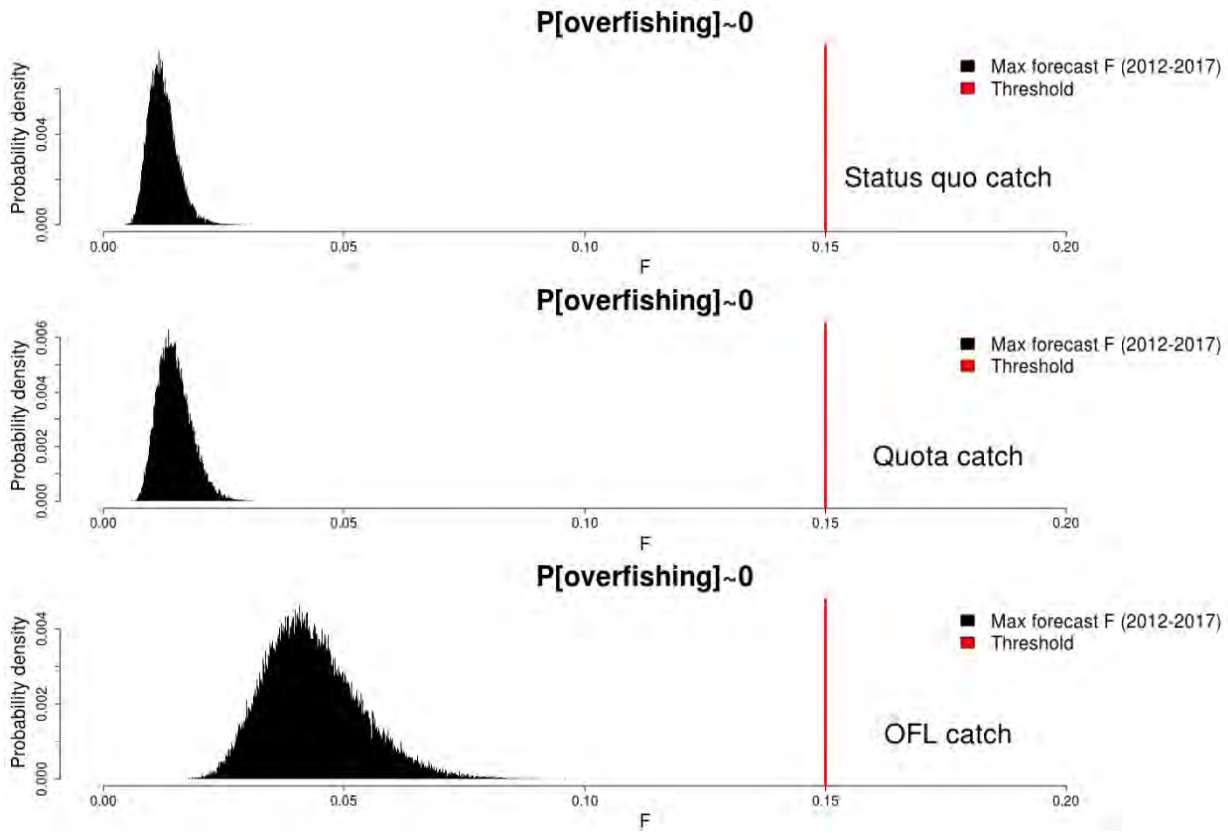 P[overfishing]~0
Probability density
0.000
0.004
Max forecast F (2012-2017)
Threshold
Status quo catch
0.00
0.05
0.10
0.15
0.20
F
P[overfishing]~0
Probability density
0.000
0.002
0.004
0.006
Max forecast F (2012-2017)
Threshold
Quota catch
0.00
0.05
0.10
0.15
0.20
F
P[overfishing]~0
Probability density
0.000
0.002
0.004
Max forecast F (2012-2017)
Threshold
OFL catch
0.00
0.05
0.10
0.15
0.20
F